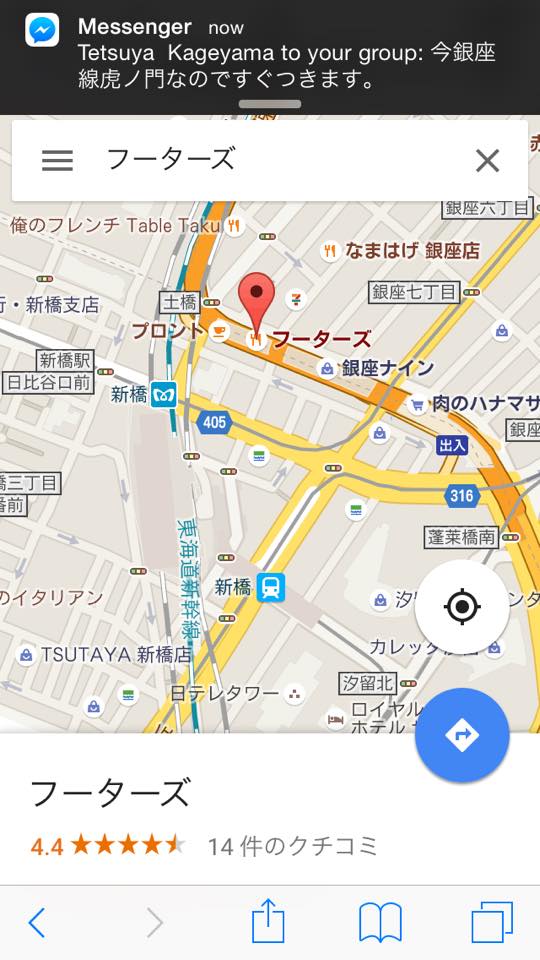 Messenger now
Tetsuya Kageyama to your group: 今銀座
線虎ノ門なのですぐつきます。
フーターズ
銀座六丁目
俺のフレンチ Table Taku
なまはげ 銀座店
銀座七丁目
行・新橋支店
土橋
プロント
フーターズ
銀座ナイン
新橋駅
日比谷口前
新橋
肉のハナマサ
405
銀座
出入
橋三丁目
番前
316
蓬莱橋南
東海道新幹線
新橋
のイタリアン
汐
ンタ
TSUTAYA 新橋店
カレッタ汐
日テレタワー
汐留北
ロイヤル
ホテル
フーターズ
4.4
14 件のクチコミ